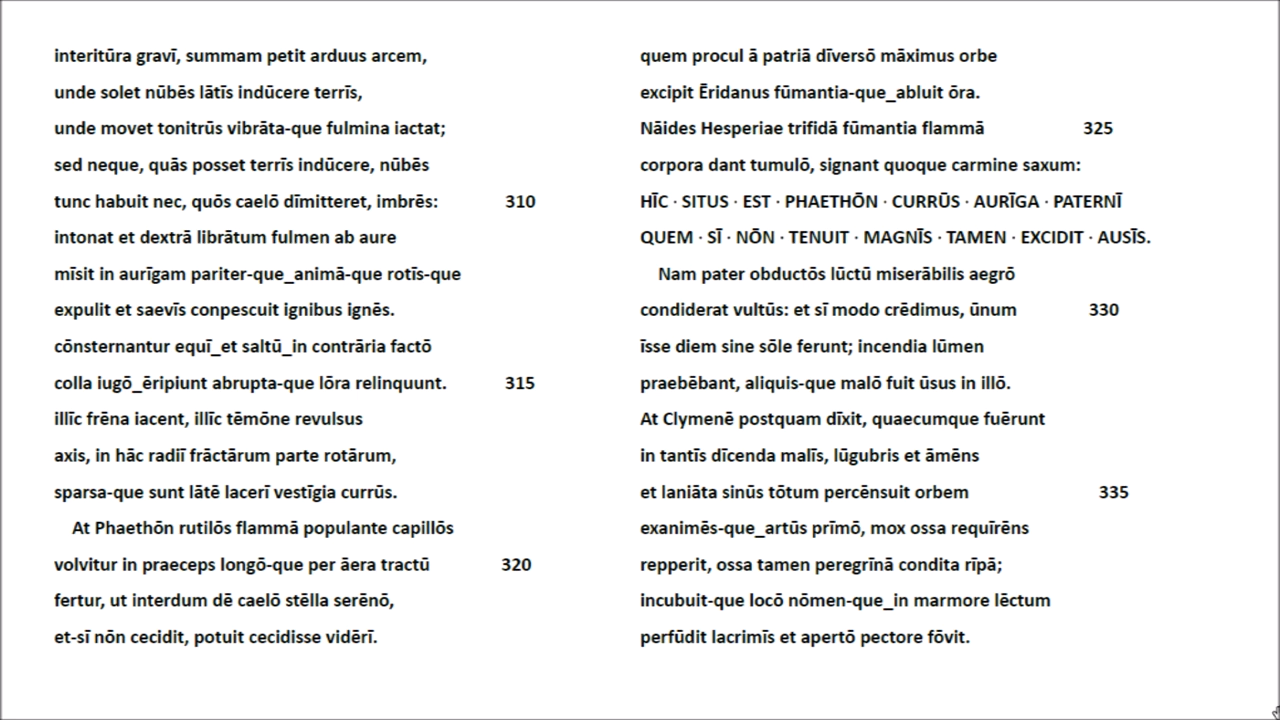 interitūra gravī, summam petit arduus arcem,
unde solet nūbēs lātīs indūcere terrīs,
unde movet tonitrūs vibrāta-que fulmina iactat;
sed neque, quās posset terrīs indūcere, nūbēs
tunc habuit nec, quōs caelō dīmitteret, imbrēs: 310
intonat et dextrā librātum fulmen ab aure
mīsit in aurīgam pariter-que_animā-que rotīs-que
expulit et saevīs conpescuit ignibus ignēs.
cōnsternantur equī_et saltū_in contrāria factō
colla iugō_ēripiunt abrupta-que lōra relinquunt. 315
illīc frēna iacent, illīc tēmōne revulsus
axis, in hāc radiī frāctārum parte rotārum,
sparsa-que sunt lātē lacerī vestīgia currūs.
At Phaethōn rutilōs flammā populante capillōs
volvitur in praeceps longō-que per āera tractū 320
fertur, ut interdum dē caelō stēlla serēnō,
et-sī nōn cecidit, potuit cecidisse vidērī.
quem procul ā patriā dīversō māximus orbe
excipit Ēridanus fūmantia-que_abluit ōra.
Nāides Hesperiae trifidā fūmantia flammā 325
corpora dant tumulō, signant quoque carmine saxum:
HĪC · SITUS · EST · PHAETHŌN · CURRŪS · AURĪGA · PATERNĪ
QUEM · SĪ · NŌN · TENUIT · MAGNĪS · TAMEN · EXCIDIT · AUSĪS.
Nam pater obductōs lūctū miserābilis aegrō
condiderat vultūs: et sī modo crēdimus, ūnum 330
īsse diem sine sōle ferunt; incendia lūmen
praebēbant, aliquis-que malō fuit ūsus in illō.
At Clymenē postquam dīxit, quaecumque fuērunt
in tantīs dīcenda malīs, lūgubris et āmēns
et laniāta sinūs tōtum percēnsuit orbem 335
exanimēs-que_artūs prīmō, mox ossa requīrēns
repperit, ossa tamen peregrīnā condita rīpā;
incubuit-que locō nōmen-que_in marmore lēctum
perfūdit lacrimīs et apertō pectore fōvit.